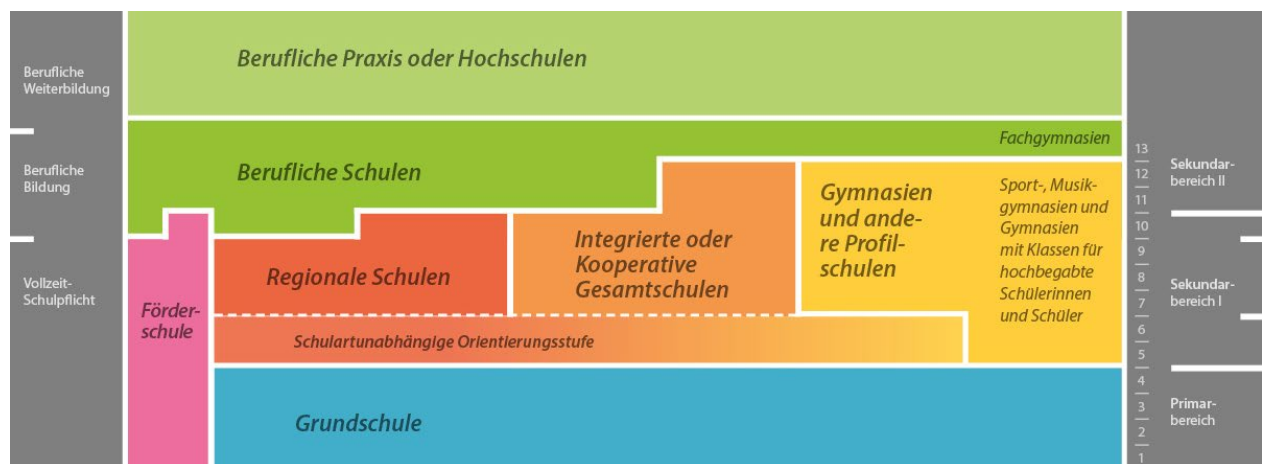 Berufliche
Weiterbildung
Berufliche
Bildung
Vollzeit-
Schulpflicht
Berufliche Praxis oder Hochschulen
Fachgymnasien
Berufliche Schulen
Förder-
schule
Regionale Schulen
Integrierte oder
Kooperative
Gesamtschulen
Gymnasien
und ande-
re Profil-
schulen
Sport-, Musik-
gymnasien und
Gymnasien
mit Klassen für
hochbegabte
Schülerinnen
und Schüler
Schulartunabhängige Orientierungsstufe
Grundschule
13
12
11
10
9
8
7
6
5
4
3
2
1
Sekundar-
bereich II
Sekundar-
bereich I
Primar-
bereich